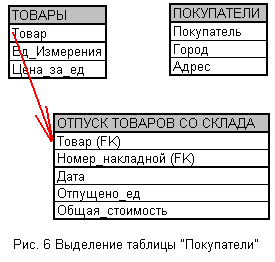 ТОВАРЫ
Товар
Ед_Измерения
Цена_за_ед
ПОКУПАТЕЛИ
Покупатель
Город
Адрес
ОТПУСК ТОВАРОВ СО СКЛАДА
Товар (FK)
Номер_накладной (FK)
Дата
Отпущено_ед
Общая_стоимость
Рис. 6 Выделение таблицы "Покупатели"